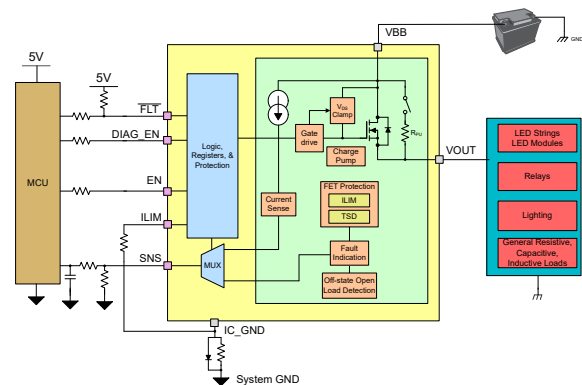 5V
5V
MCU
FLT
DIAG_EN
EN
ILIM
SNS
Logic,
Registers, &
Protection
MUX
VBB
GND
VDS
Clamp
Gate
drive
Charge
Pump
RPU
Current
Sense
FET Protection
ILIM
TSD
Fault
Indication
Off-state Open
Load Detection
VOUT
LED Strings
LED Modules
Relays
Lighting
General Resistive,
Capacitive,
Inductive Loads
IC_GND
System GND